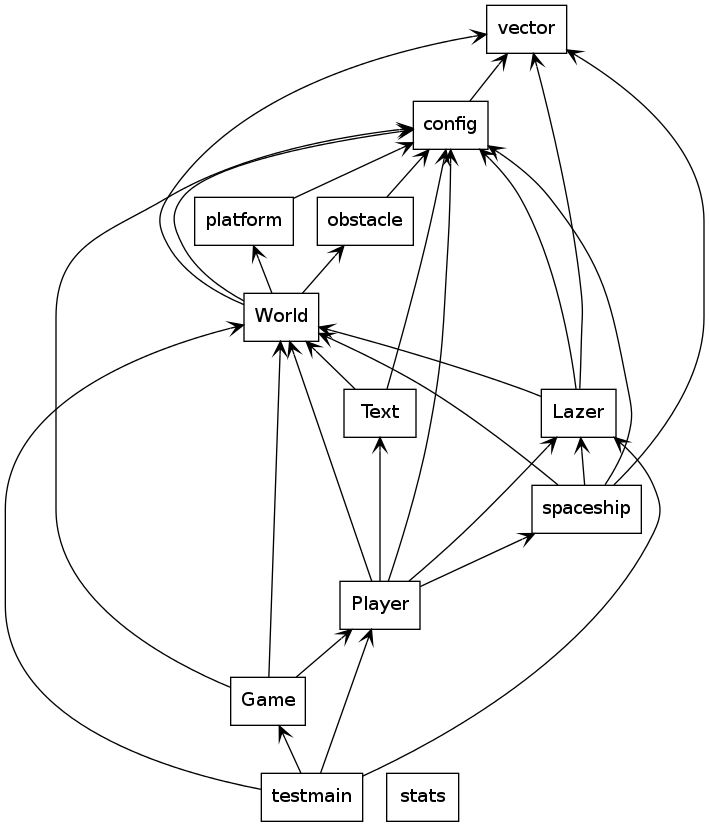 vector
config
platform
obstacle
World
Text
Lazer
spaceship
Player
Game
testmain
stats